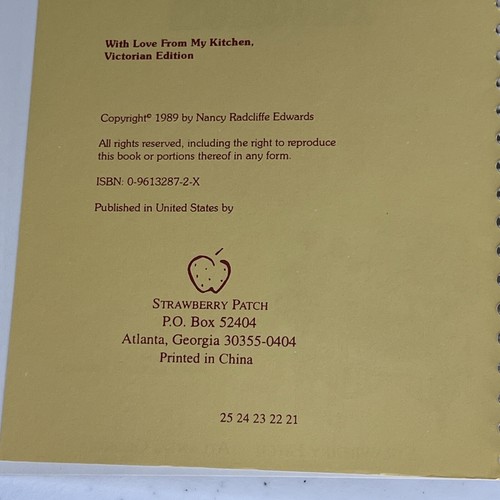 With Love From My Kitchen,
Victorian Edition
Copyright© 1989 by Nancy Radcliffe Edwards
All rights reserved, including the right to reproduce
this book or portions thereof in any form.
ISBN: 0-9613287-2-X
Published in United States by
STRAWBERRY PATCH
P.O. Box 52404
Atlanta, Georgia 30355-0404
Printed in China
25 24 23 22 21